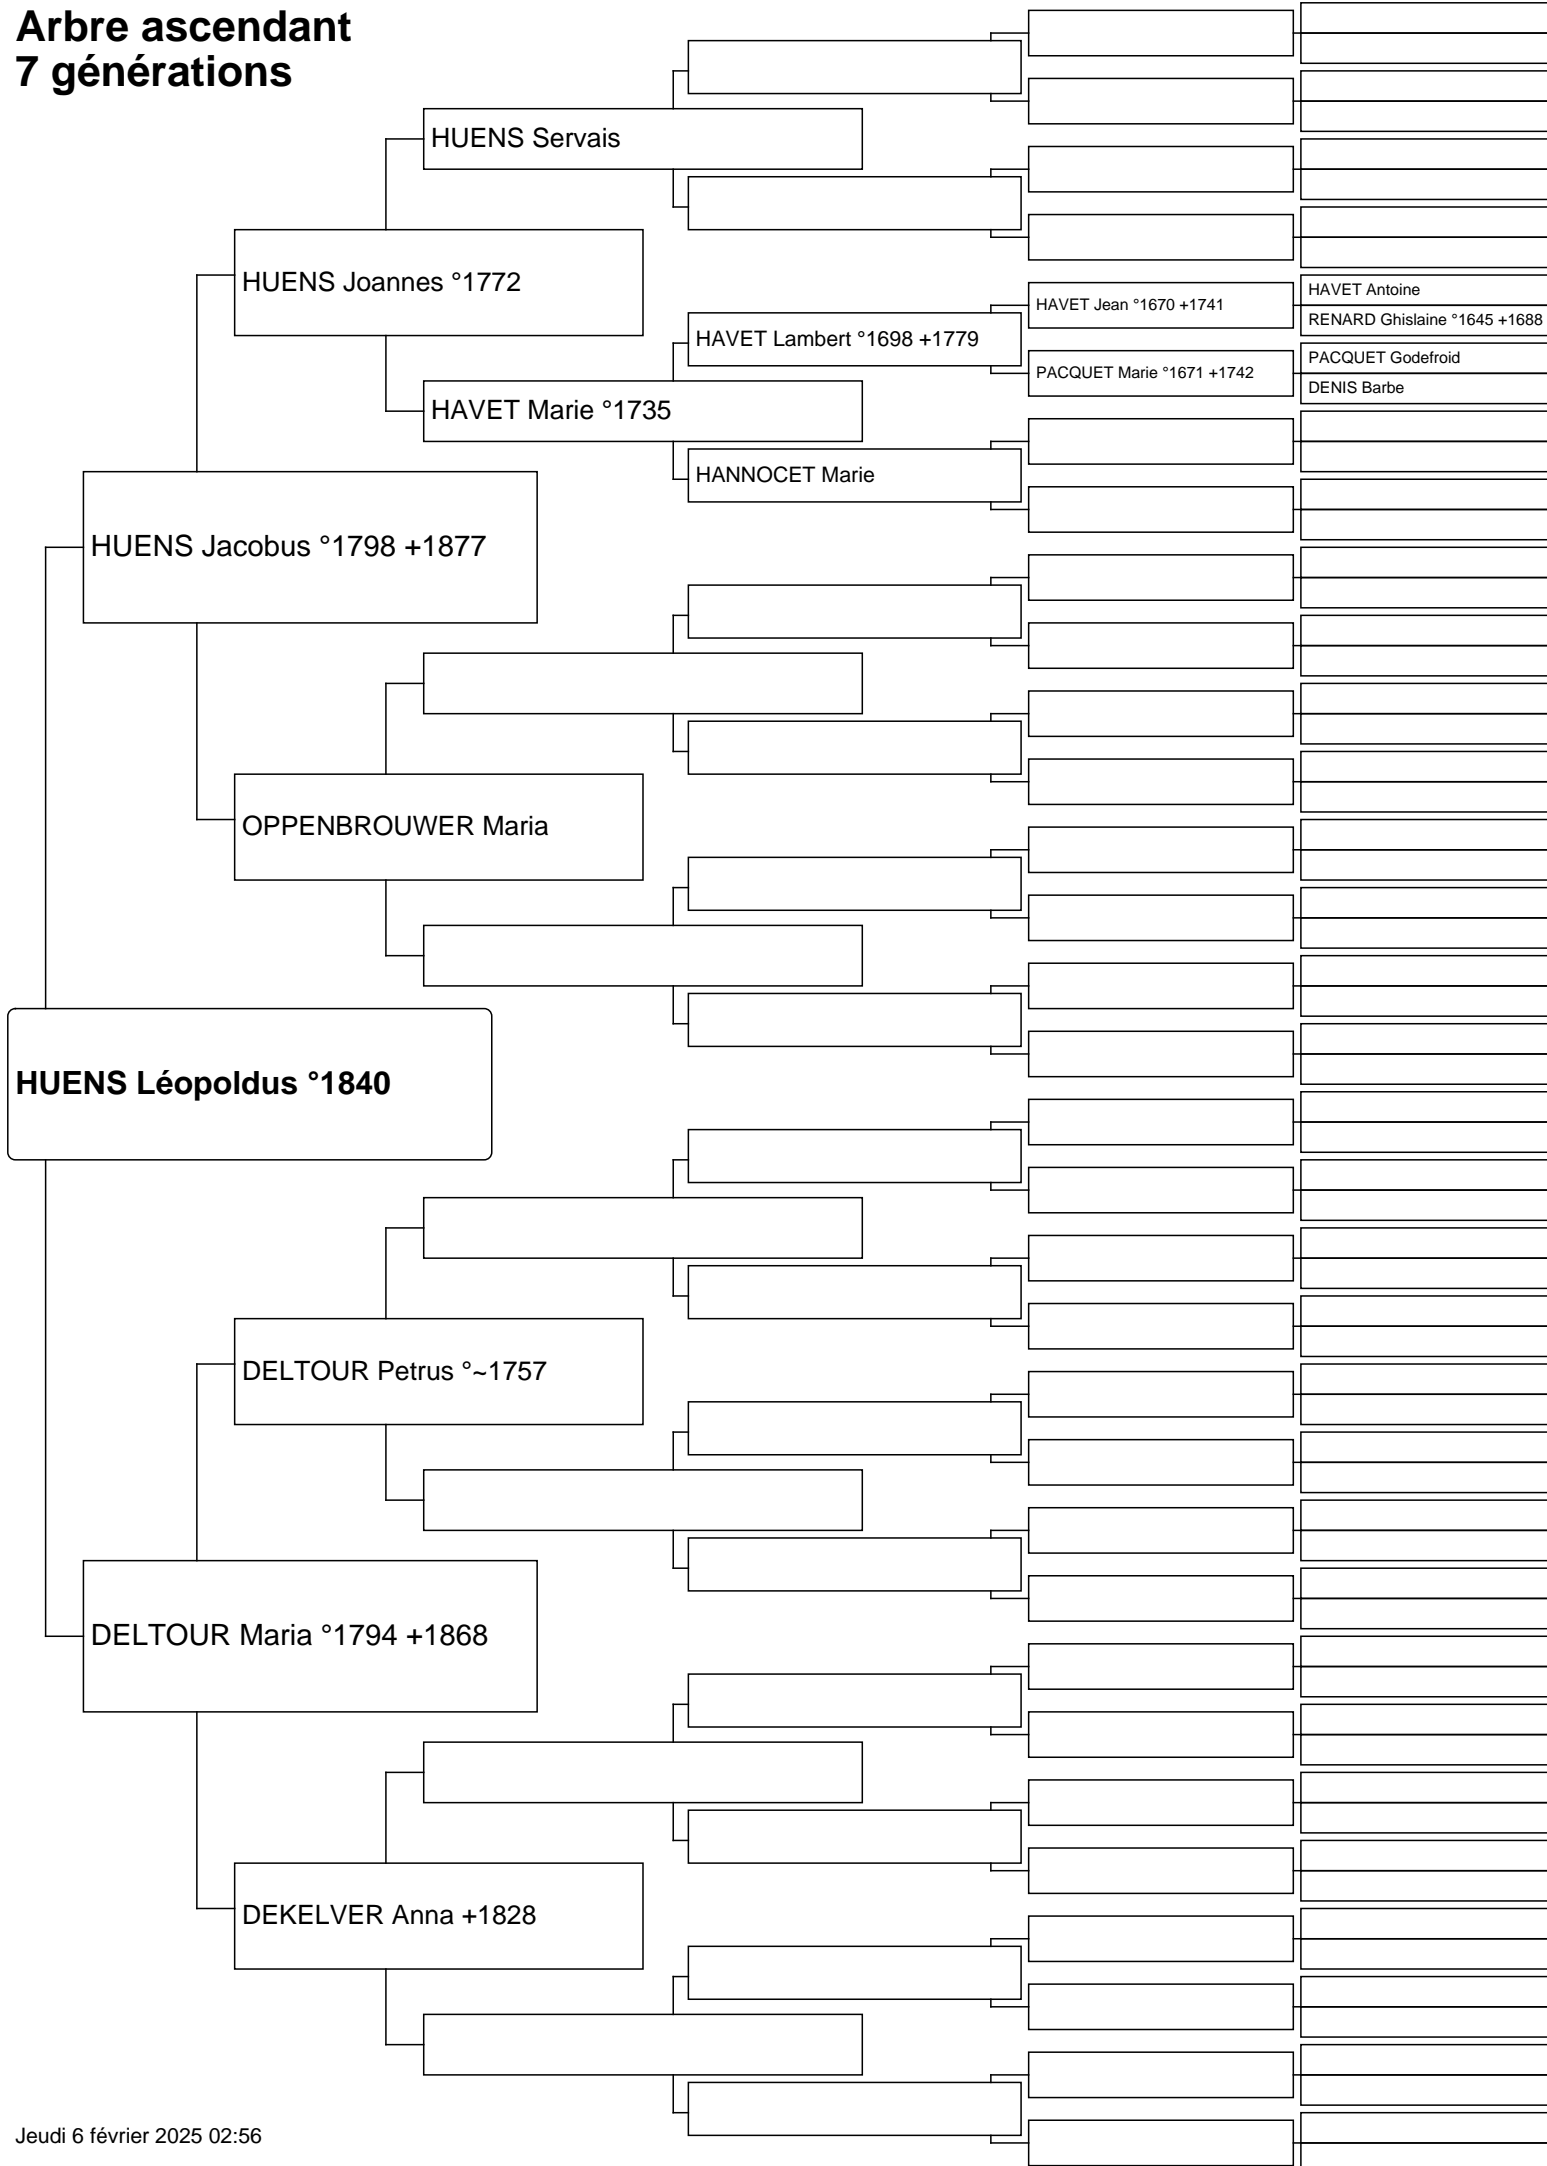 Arbre ascendant
7 générations
HUENS Servais
HUENS Joannes °1772
HAVET Antoine
HAVET Jean °1670 +1741
RENARD Ghislaine °1645 +1688
HAVET Lambert °1698 +1779
PACQUET Godefroid
PACQUET Marie °1671 +1742
DENIS Barbe
HAVET Marie °1735
HANNOCET Marie
HUENS Jacobus °1798 +1877
OPPENBROUWER Maria
HUENS Léopoldus °1840
DELTOUR Petrus °~1757
DELTOUR Maria °1794 +1868
DEKELVER Anna +1828
Jeudi 6 février 2025 02:56